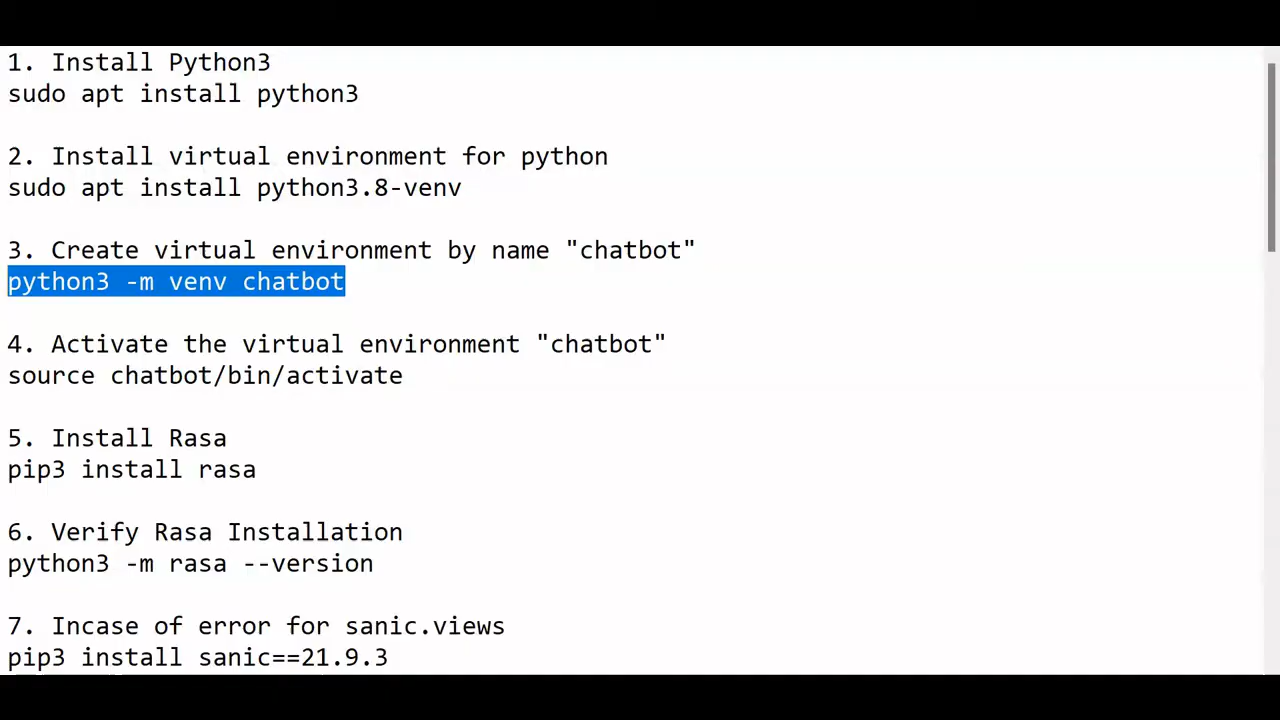 1. Install Python3
sudo apt install python3
2. Install virtual environment for python
sudo apt install python3.8-venv
3. Create virtual environment by name "chatbot"
python3 -m venv chatbot
4. Activate the virtual environment "chatbot"
source chatbot/bin/activate
5. Install Rasa
pip3 install rasa
6. Verify Rasa Installation
python3 -m rasa --version
7. Incase of error for sanic.views
pip3 install sanic==21.9.3